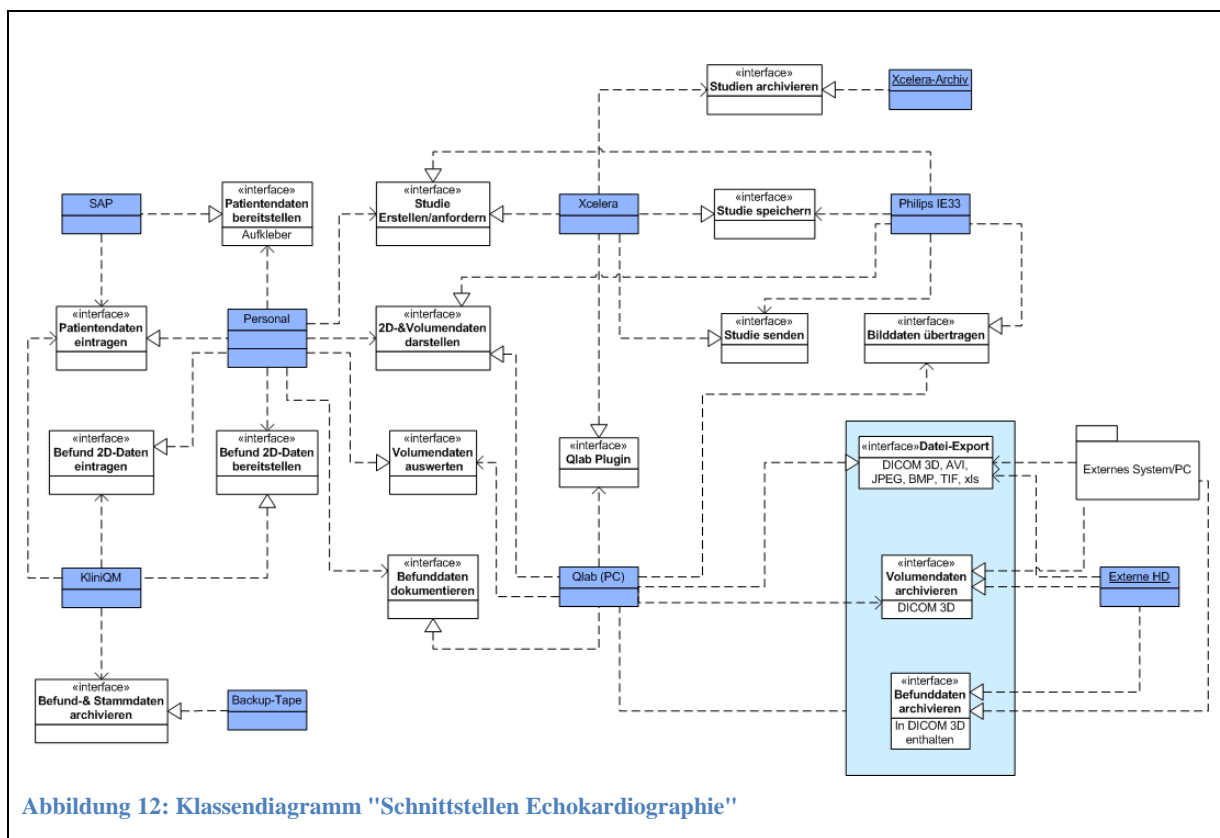 «interface»
Studien archivieren
Xcelera-Archiv
SAP
«interface»
Patientendaten
bereitstellen
Aufkleber
«interface»
Studie
Erstellen/anfordern
Xcelera
«interface»
Studie speichern
Philips IE33
«interface»
Patientendaten
eintragen
Personal
«interface»
2D-&Volumendaten
darstellen
«interface»
Studie senden
«interface»
Bilddaten übertragen
«interface»
Befund 2D-Daten
eintragen
«interface»
Befund 2D-Daten
bereitstellen
«interface»
Volumendaten
auswerten
«interface»
Qlab Plugin
«interface»Datei-Export
DICOM 3D, AVI,
JPEG, BMP, TIF, xls
Externes System/PC
KliniQM
«interface»
Befunddaten
dokumentieren
Qlab (PC)
«interface»
Volumendaten
archivieren
DICOM 3D
Externe HD
«interface»
Befund-& Stammdaten
archivieren
Backup-Tape
«interface»
Befunddaten
archivieren
In DICOM 3D
enthalten
Abbildung 12: Klassendiagramm "Schnittstellen Echokardiographie"